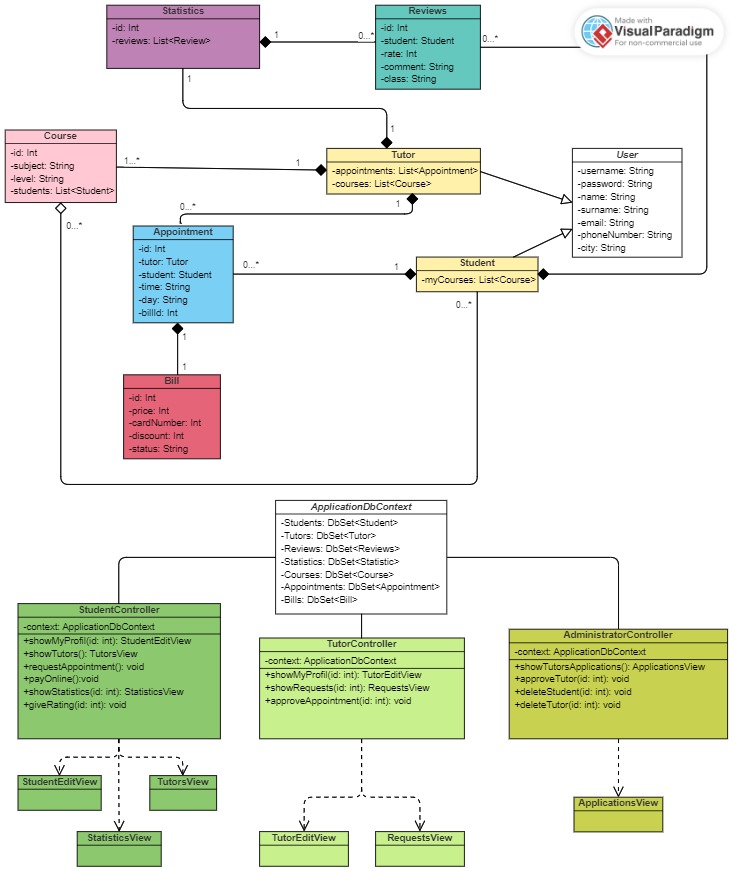 Statistics
-id: Int
-reviews: List<Review>
Reviews
-id: Int
-student: Student
-rate: Int
-comment: String
-class: String
Made with
VisualParadigm
For non-commercial use
1
0...*
0...*
1
1
Course
-id: Int
-subject: String
-level: String
-students: List<Student>
1...*
1
Tutor
-appointments: List<Appointment>
-courses: List<Course>
User
-username: String
-password: String
-name: String
-surname: String
-email: String
-phoneNumber: String
-city: String
0...*
0...*
1
Appointment
-id: Int
-tutor: Tutor
-student: Student
-time: String
-day: String
-billId: Int
0...*
1
Student
-myCourses: List<Course>
0...*
1
1
Bill
-id: Int
-price: Int
-cardNumber: Int
-discount: Int
-status: String
ApplicationDbContext
-Students: DbSet<Student>
-Tutors: DbSet<Tutor>
-Reviews: DbSet<Reviews>
-Statistics: DbSet<Statistic>
-Courses: DbSet<Course>
-Appointments: DbSet<Appointment>
-Bills: DbSet<Bill>
StudentController
-context: ApplicationDbContext
+showMyProfil(id: int): StudentEditView
+showTutors(): TutorsView
+requestAppointment(): void
+payOnline():void
+showStatistics(id: int): StatisticsView
+giveRating(id: int): void
TutorController
-context: ApplicationDbContext
+showMyProfil(id: int): TutorEditView
+showRequests(id: int): RequestsView
+approveAppointment(id: int): void
AdministratorController
-context: ApplicationDbContext
+showTutorsApplications(): ApplicationsView
+approveTutor(id: int): void
+deleteStudent(id: int): void
+deleteTutor(id: int): void
StudentEditView
TutorsView
StatisticsView
TutorEditView
RequestsView
ApplicationsView